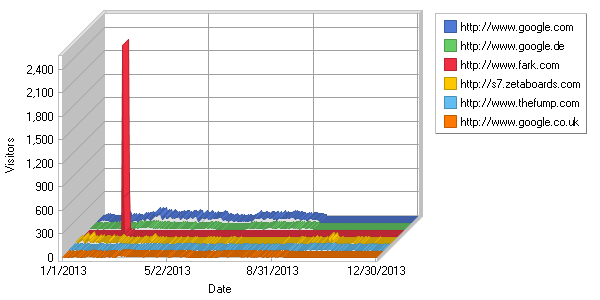 2,400
2,100
1,800
1,500
1,200
900
600
300
0
Visitors
1/1/2013
5/2/2013
8/31/2013
12/30/2013
Date
http://www.google.com
http://www.google.de
http://www.fark.com
http://s7.zetaboards.com
http://www.thefump.com
http://www.google.co.uk